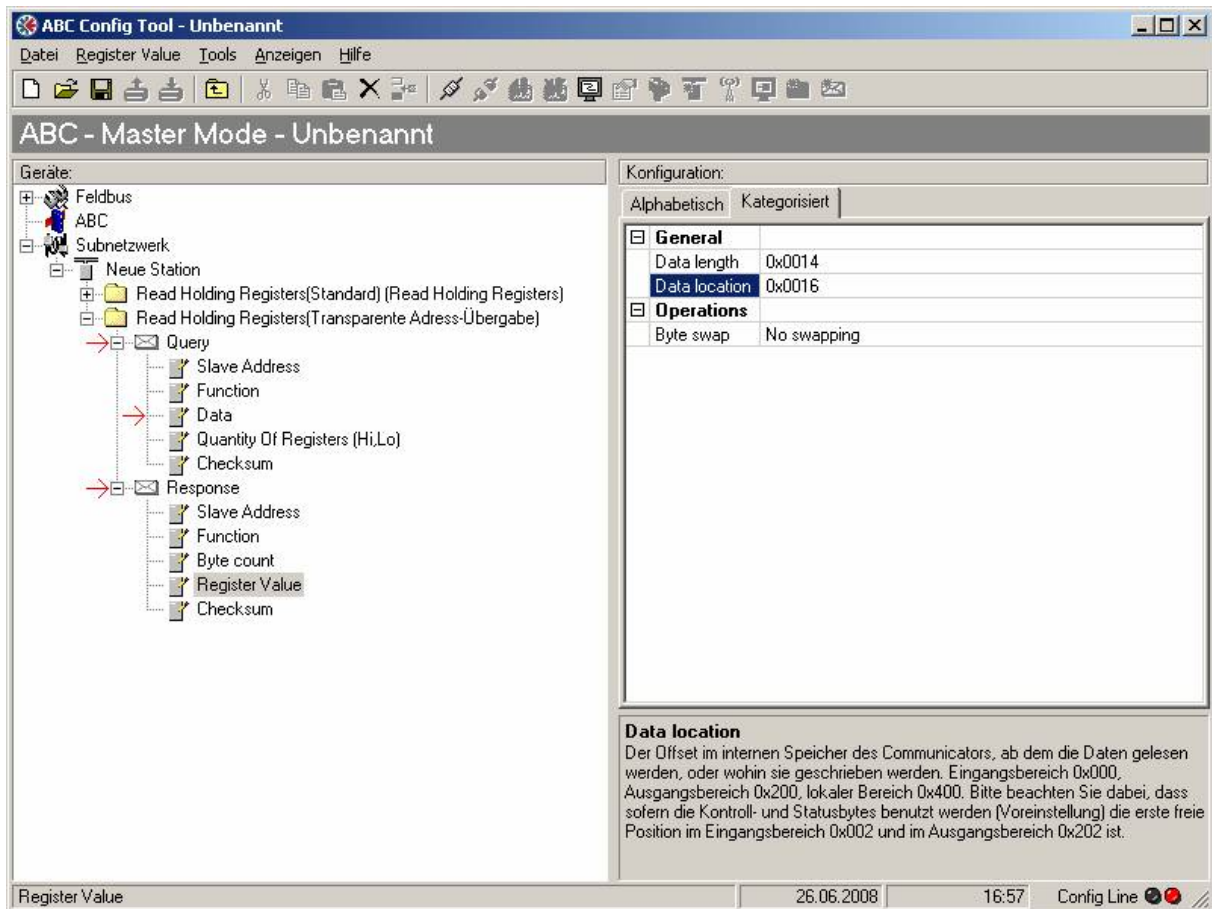 ABC Config Tool - Unbenannt
Datei Register Value Tools Anzeigen Hilfe
ABC - Master Mode - Unbenannt
Geräte:
Feldbus
ABC
Subnetzwerk
Neue Station
Read Holding Registers(Standard) (Read Holding Registers)
Read Holding Registers(Transparente Adress-Übergabe)
Query
Slave Address
Function
Data
Quantity Of Registers (Hi,Lo)
Checksum
Response
Slave Address
Function
Byte count
Register Value
Checksum
Konfiguration:
Alphabetisch Kategorisiert
General
Data length 0x0014
Data location 0x0016
Operations
Byte swap No swapping
Data location
Der Offset im internen Speicher des Communicators, ab dem die Daten gelesen
werden, oder wohin sie geschrieben werden. Eingangsbereich 0x000,
Ausgangsbereich 0x200, lokaler Bereich 0x400. Bitte beachten Sie dabei, dass
sofern die Kontroll- und Statusbytes benutzt werden (Voreinstellung) die erste freie
Position im Eingangsbereich 0x002 und im Ausgangsbereich 0x202 ist.
Register Value 26.06.2008 16:57 Config Line